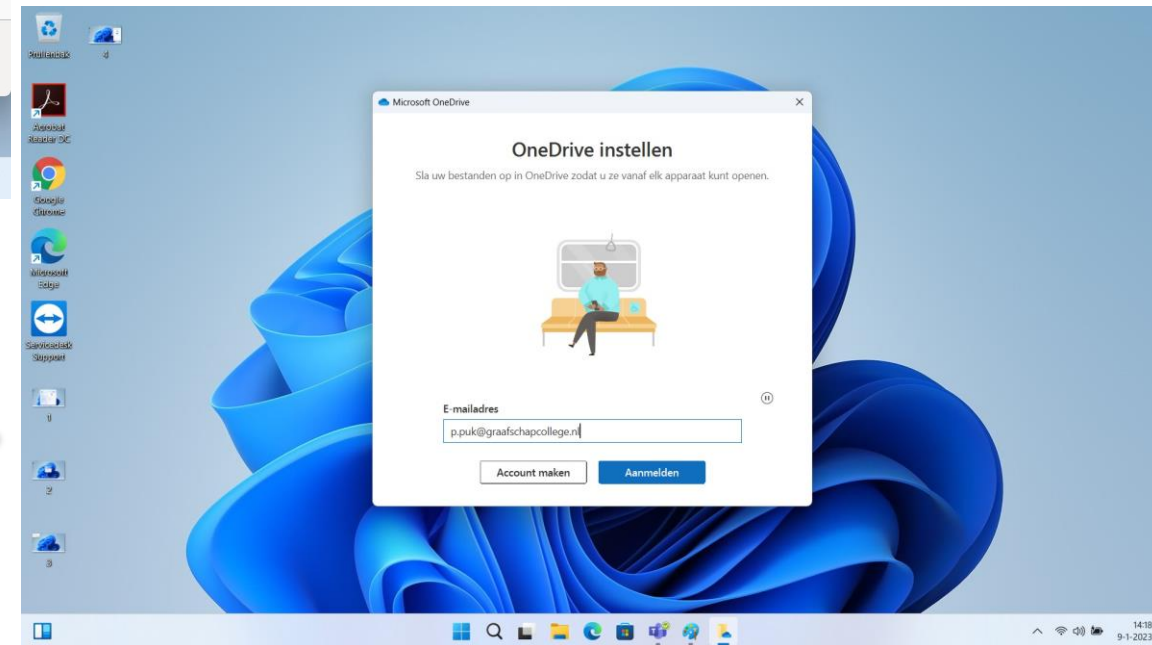 Prullenbak
4
Acrobat
Reader DC
Google
Chrome
Microsoft
Edge
Servicedesk
Support
1
2
3
Microsoft OneDrive
OneDrive instellen
Sla uw bestanden op in OneDrive zodat u ze vanaf elk apparaat kunt openen.
E-mailadres
p.puk@graafschapcollege.nl
Account maken
Aanmelden
14:18
9-1-2023